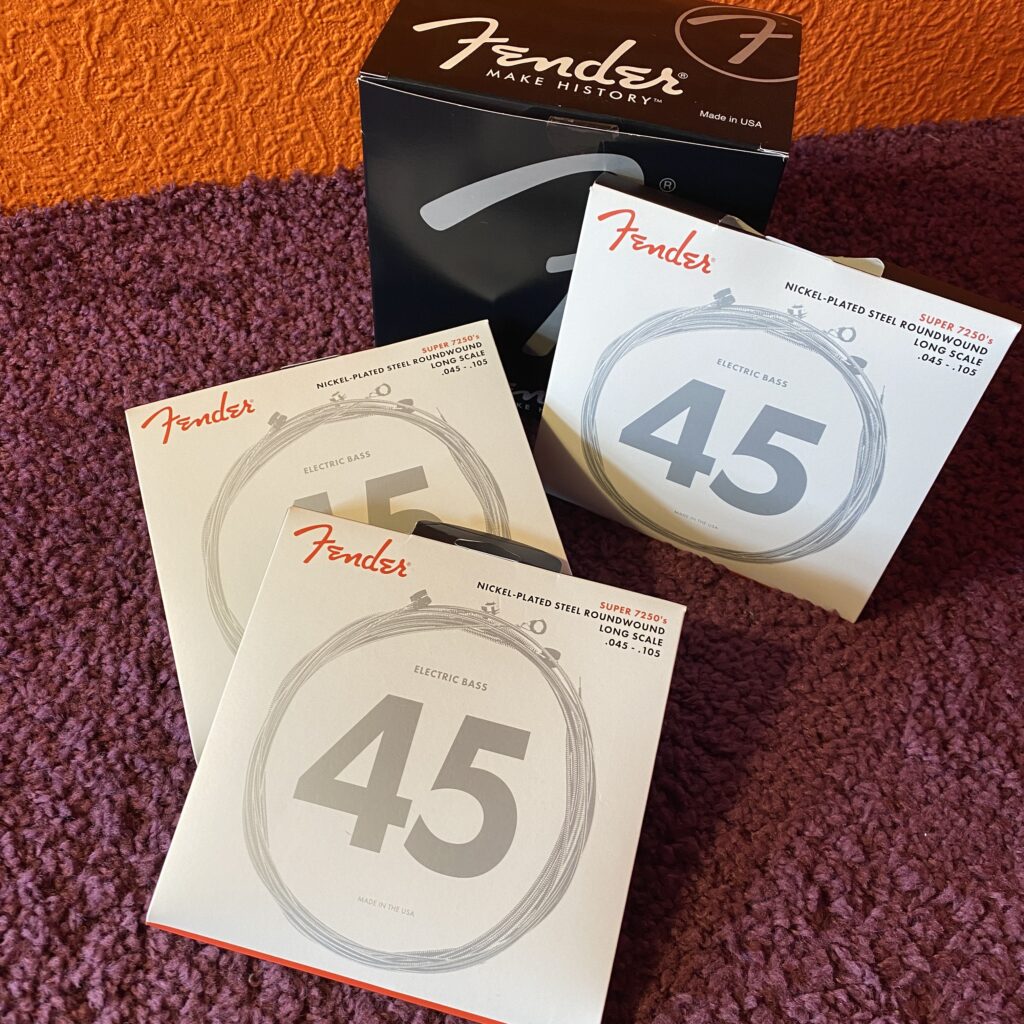 Fender®
MAKE HISTORY™
F
Made in USA
F®
Fender®
SUPER 7250's
NICKEL-PLATED STEEL ROUNDWOUND
LONG SCALE
.045 - .105
ELECTRIC BASS
45
MADE IN THE USA
Fender®
SUPER 7250's
NICKEL-PLATED STEEL ROUNDWOUND
LONG SCALE
.045 - .105
ELECTRIC BASS
45
Fender®
SUPER 7250's
NICKEL-PLATED STEEL ROUNDWOUND
LONG SCALE
.045 - .105
ELECTRIC BASS
45
MADE IN THE USA